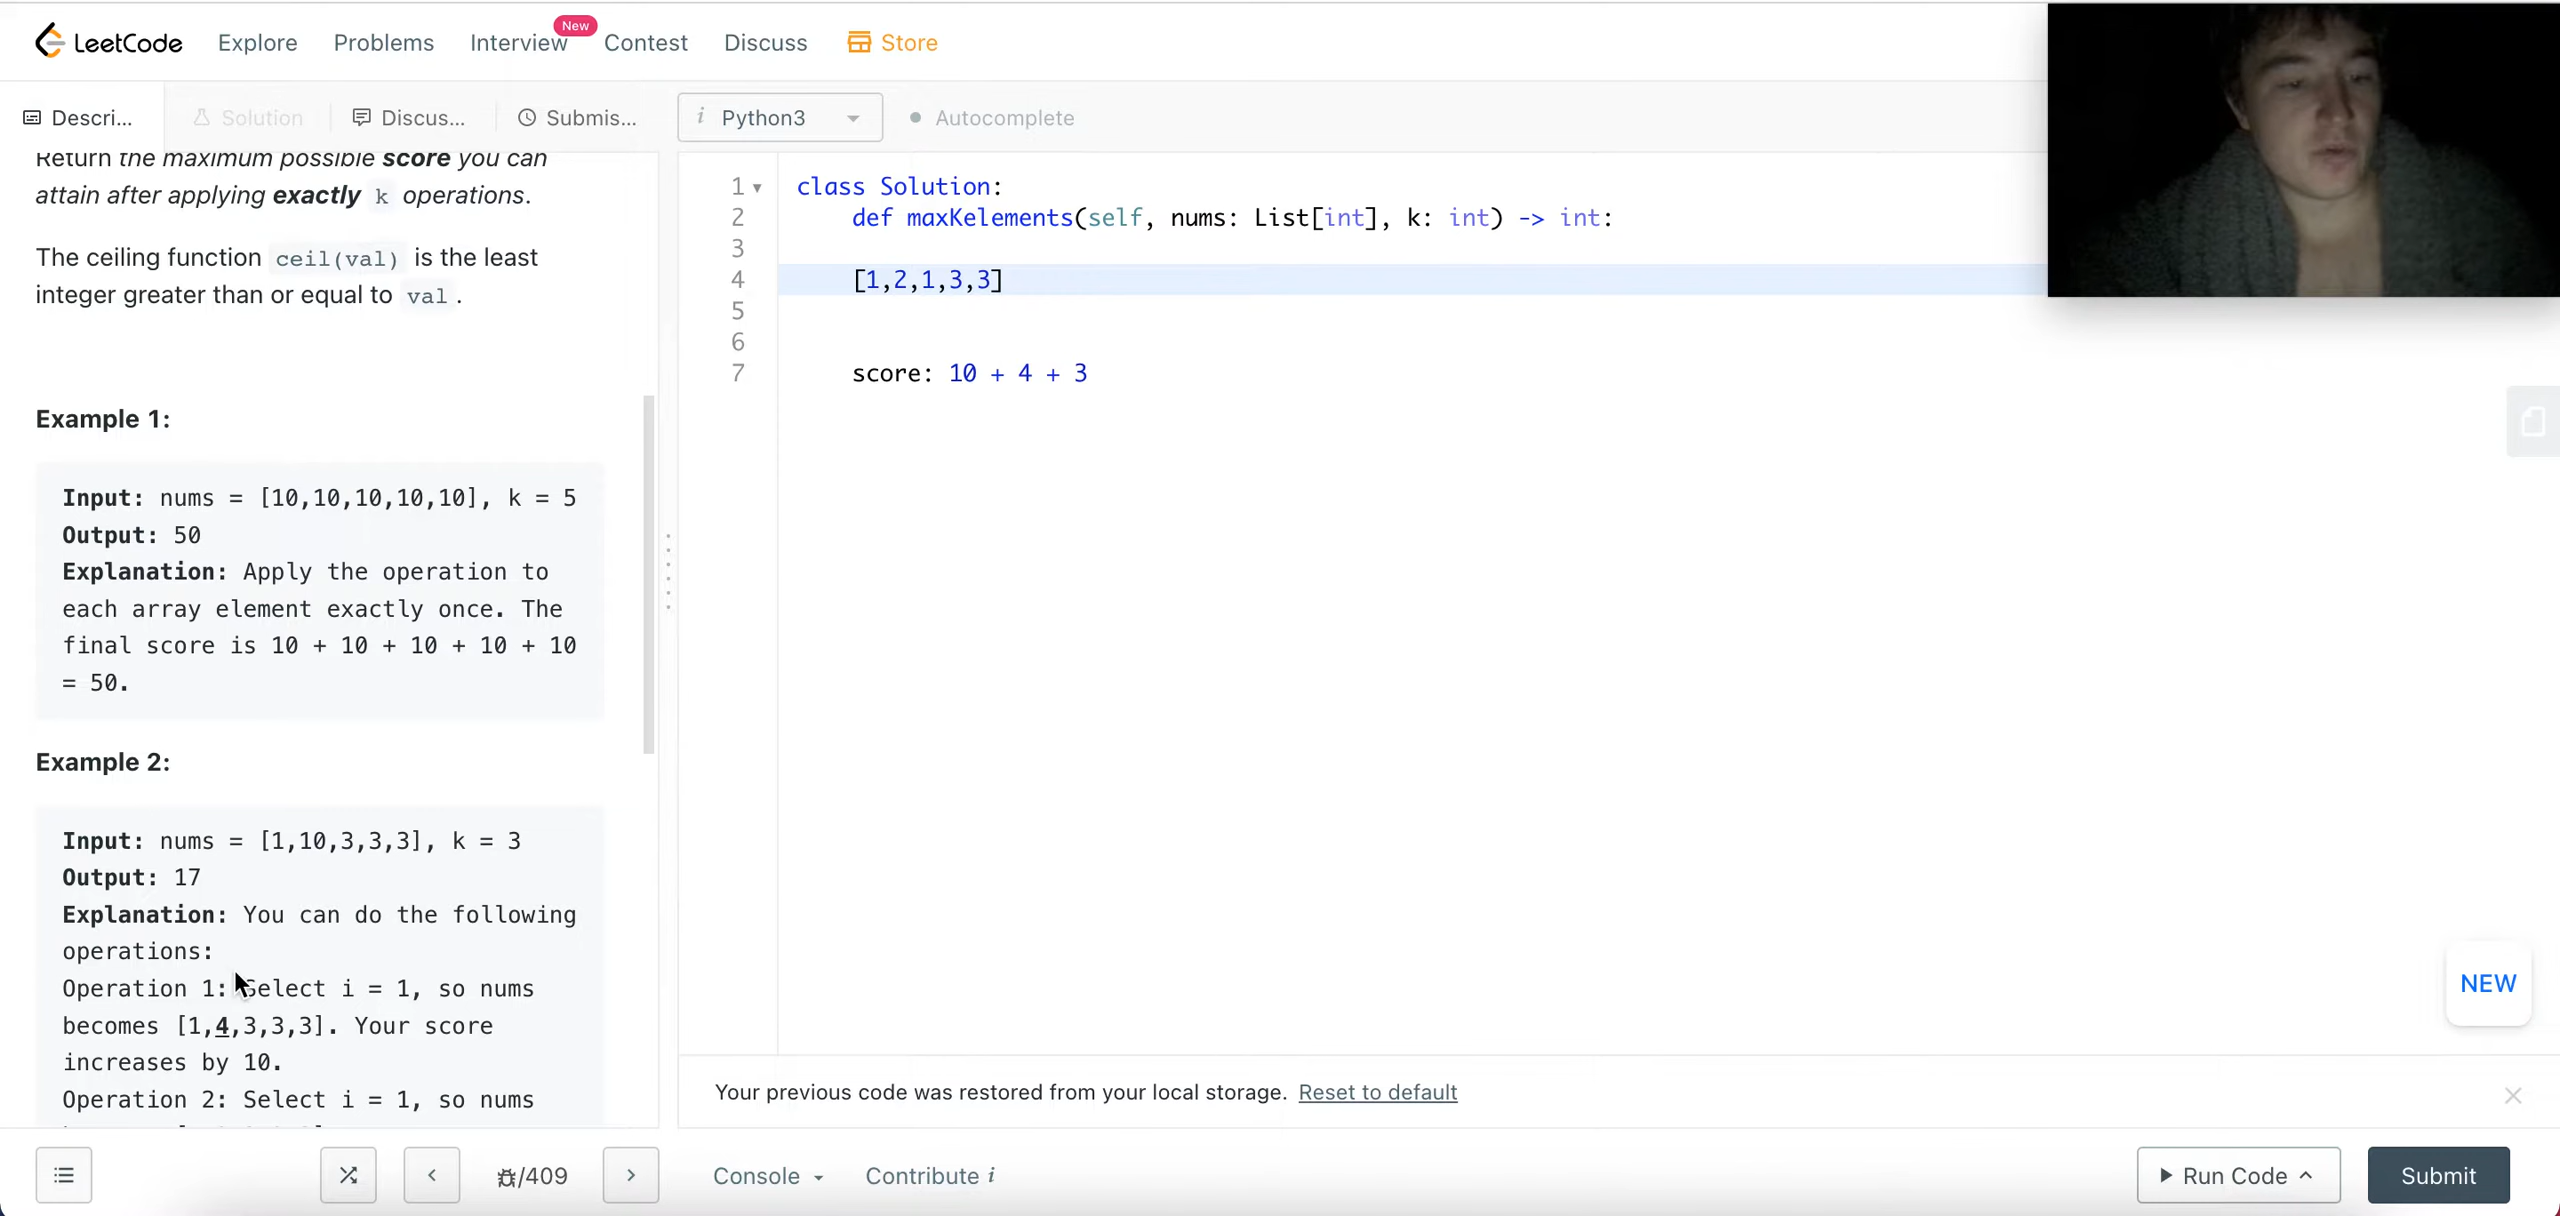 LeetCode
Explore
Problems
Interview
New
Contest
Discuss
Store
Descri...
Solution
Discus...
Submis...
i Python3
Autocomplete
Return the maximum possible score you can
attain after applying exactly k operations.
The ceiling function ceil(val) is the least
integer greater than or equal to val .
Example 1:
Input: nums = [10,10,10,10,10], k = 5
Output: 50
Explanation: Apply the operation to
each array element exactly once. The
final score is 10 + 10 + 10 + 10 + 10
= 50.
Example 2:
Input: nums = [1,10,3,3,3], k = 3
Output: 17
Explanation: You can do the following
operations:
Operation 1: Select i = 1, so nums
becomes [1,4,3,3,3]. Your score
increases by 10.
Operation 2: Select i = 1, so nums
1 class Solution:
2 def maxKelements(self, nums: List[int], k: int) -> int:
3
4 [1,2,1,3,3]
5
6
7 score: 10 + 4 + 3
NEW
Your previous code was restored from your local storage. Reset to default
/409
Console
Contribute i
Run Code
Submit